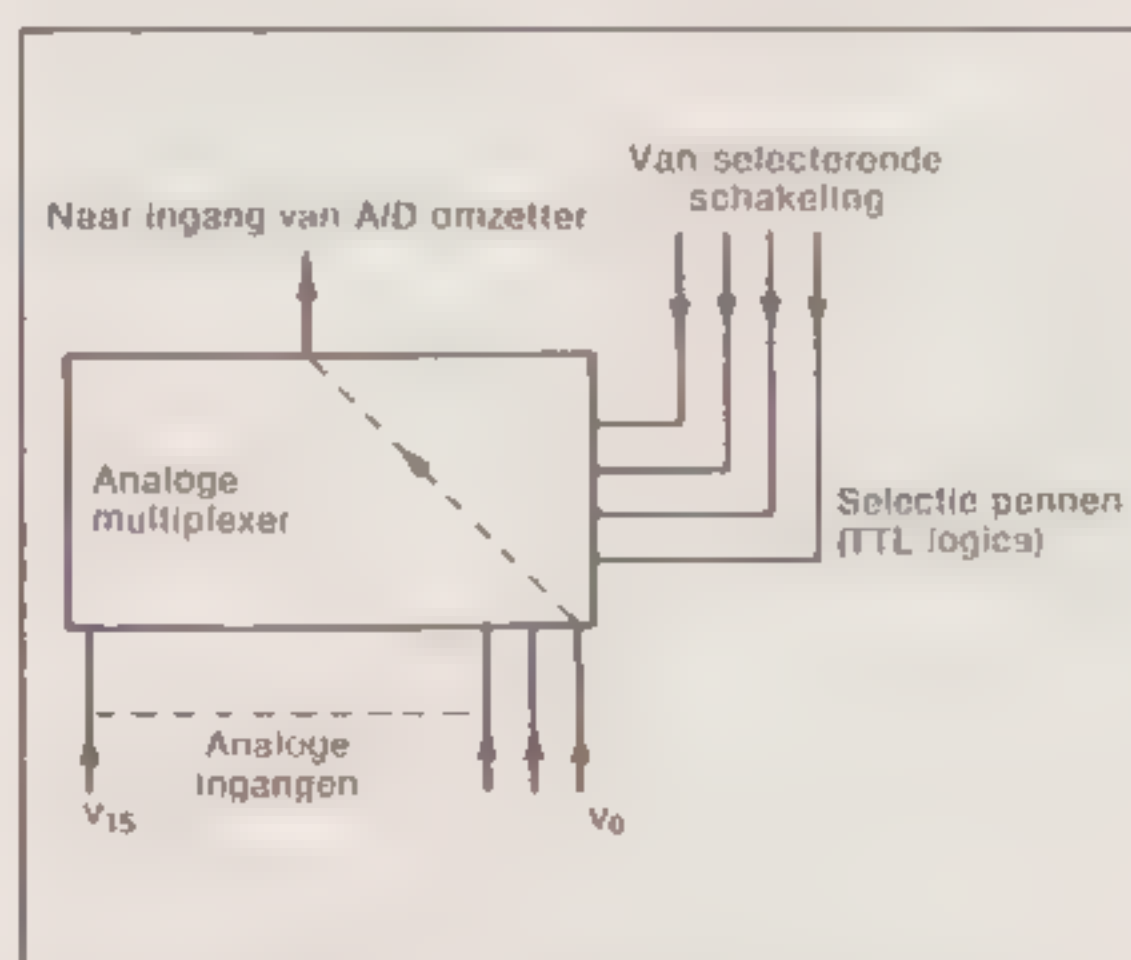 Van selecterende
schakeling
Naar ingang van A/D omzetter
Analoge
multiplexer
Selectie pennen
(TTL logica)
Analoge
ingangen
V15
V0